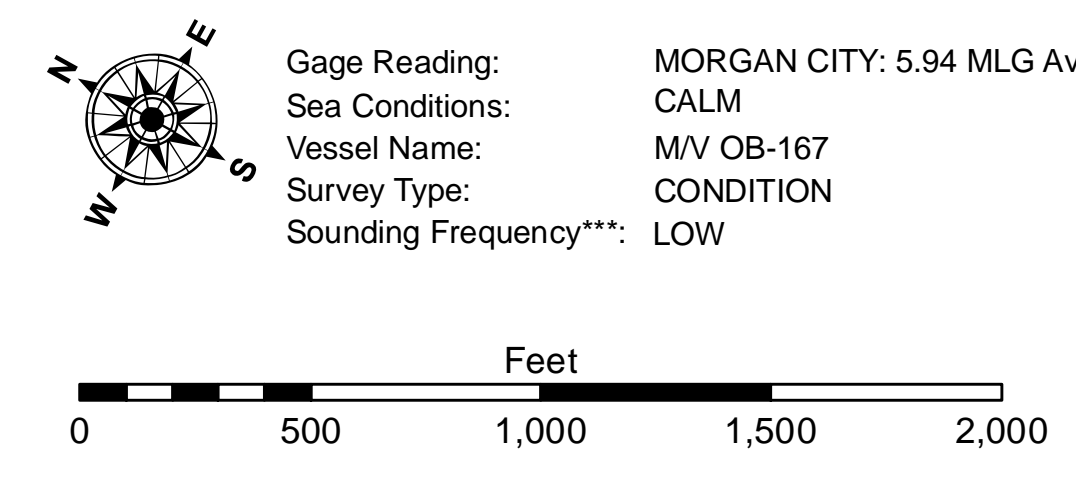 N
E
S
W
Gage Reading: MORGAN CITY: 5.94 MLG
Sea Conditions: CALM
Vessel Name: M/V OB-167
Survey Type: CONDITION
Sounding Frequency***: LOW
Feet
0 500 1,000 1,500 2,000